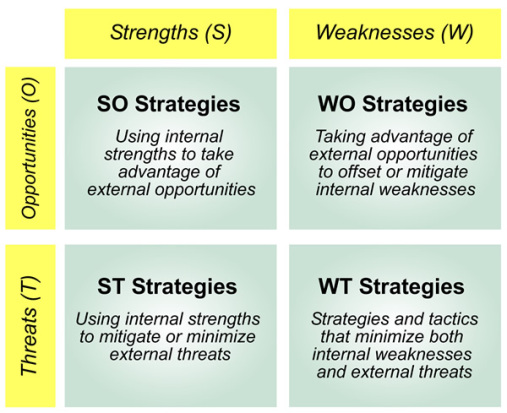 Strengths (S)
Weaknesses (W)
Opportunities (O)
SO Strategies
Using internal
strengths to take
advantage of
external opportunities
WO Strategies
Taking advantage of
external opportunities
to offset or mitigate
internal weaknesses
Threats (T)
ST Strategies
Using internal strengths
to mitigate or minimize
external threats
WT Strategies
Strategies and tactics
that minimize both
internal weaknesses
and external threats